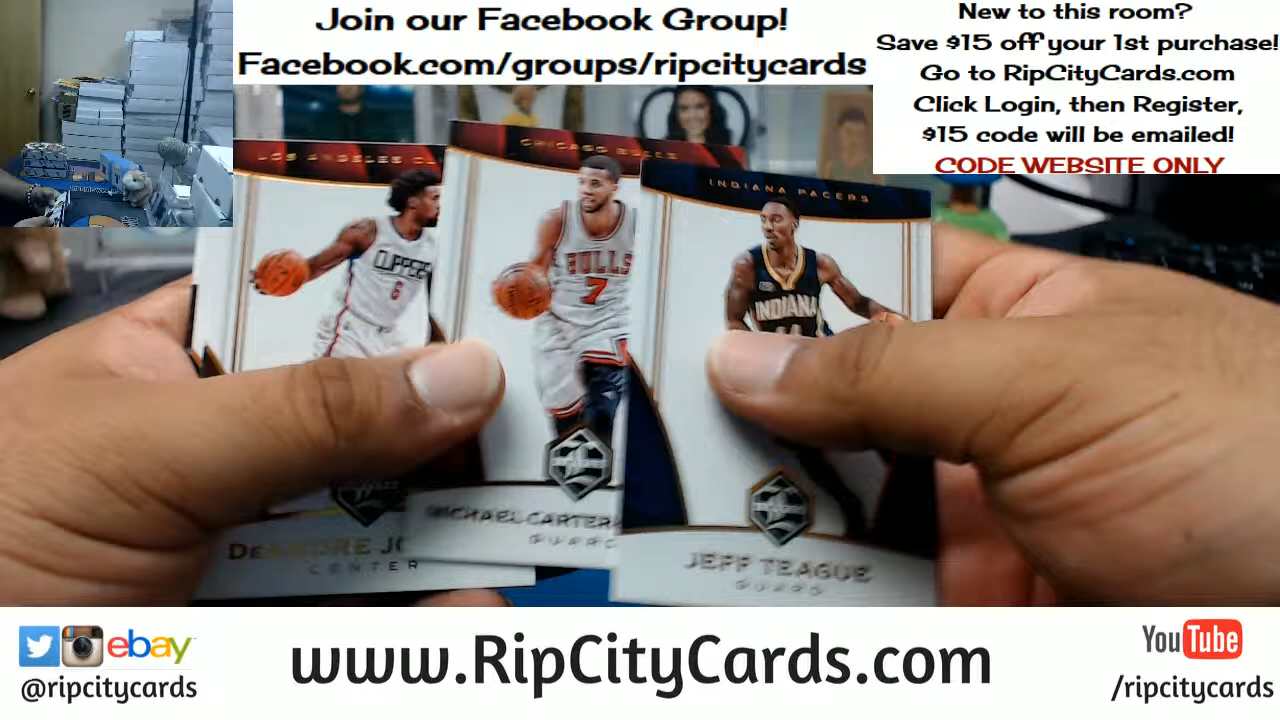 Join our Facebook Group!
Facebook.com/groups/ripcitycards
New to this room?
Save $15 off your 1st purchase!
Go to RipCityCards.com
Click Login, then Register,
$15 code will be emailed!
CODE WEBSITE ONLY
LOS ANGELES CL
CHICAGO BULLS
INDIANA PACERS
CLIPPERS
6
BULLS
7
INDIANA
DEANDRE JO
CENTER
MICHAEL CARTER
GUARD
JEFF TEAGUE
GUARD
ebay
@ripcitycards
www.RipCityCards.com
YouTube
/ripcitycards